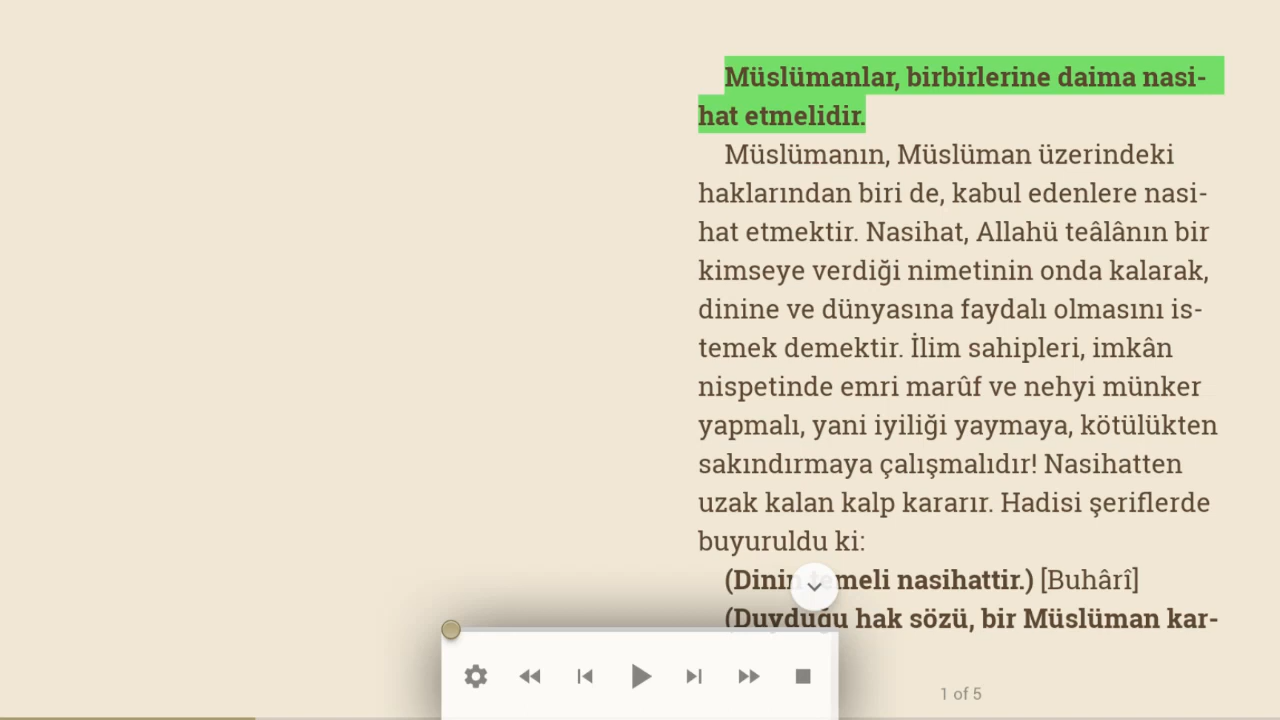 Müslümanlar, birbirlerine daima nasi-
hat etmelidir.
Müslümanın, Müslüman üzerindeki
haklarından biri de, kabul edenlere nasi-
hat etmektir. Nasihat, Allahü teâlânın bir
kimseye verdiği nimetinin onda kalarak,
dinine ve dünyasına faydalı olmasını is-
temek demektir. İlim sahipleri, imkân
nispetinde emri marûf ve nehyi münker
yapmalı, yani iyiliği yaymaya, kötülükten
sakındırmaya çalışmalıdır! Nasihatten
uzak kalan kalp kararır. Hadisi şeriflerde
buyuruldu ki:
(Dinin temeli nasihattir.) [Buhârî]
(Duyduğu hak sözü, bir Müslüman kar-
1 of 5